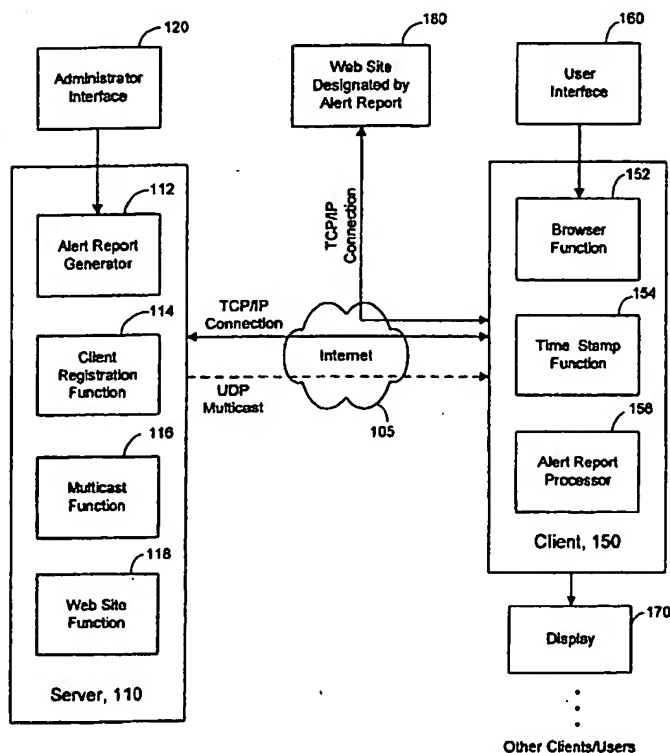 120
Administrator
Interface
180
Web Site
Designated by
Alert Report
160
User
Interface
112
Alert Report
Generator
114
Client
Registration
Function
116
Multicast
Function
118
Web Site
Function
Server, 110
TCP/IP
Connection
TCP/IP
Connection
Internet
UDP
Multicast
105
152
Browser
Function
154
Time Stamp
Function
156
Alert Report
Processor
Client, 150
170
Display
Other Clients/Users